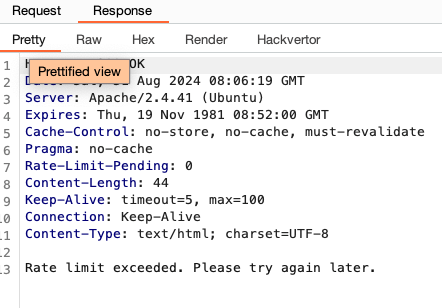 Request Response
Pretty Raw Hex Render Hackvertor
Prettified view
1 OK
2 Aug 2024 08:06:19 GMT
3 Server: Apache/2.4.41 (Ubuntu)
4 Expires: Thu, 19 Nov 1981 08:52:00 GMT
5 Cache-Control: no-store, no-cache, must-revalidate
6 Pragma: no-cache
7 Rate-Limit-Pending: 0
8 Content-Length: 44
9 Keep-Alive: timeout=5, max=100
10 Connection: Keep-Alive
11 Content-Type: text/html; charset=UTF-8
12
13 Rate limit exceeded. Please try again later.